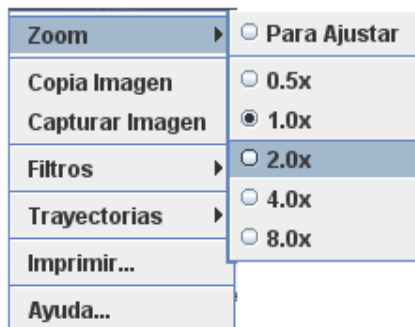 Zoom
Copia Imagen
Capturar Imagen
Filtros
Trayectorias
Imprimir...
Ayuda...
Para Ajustar
0.5x
1.0x
2.0x
4.0x
8.0x